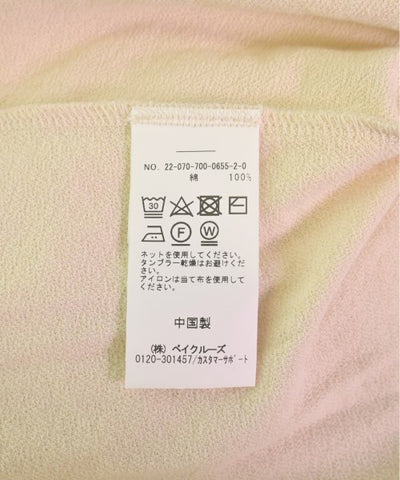 NO. 22-070-700-0655-2-0
綿 100%
30
F W
ネットを使用してください。
タンブラー乾燥はお避けください。
アイロンは当て布を使用してください。
中国製
(株) ベイクルーズ
0120-301457/カスタマーサポート